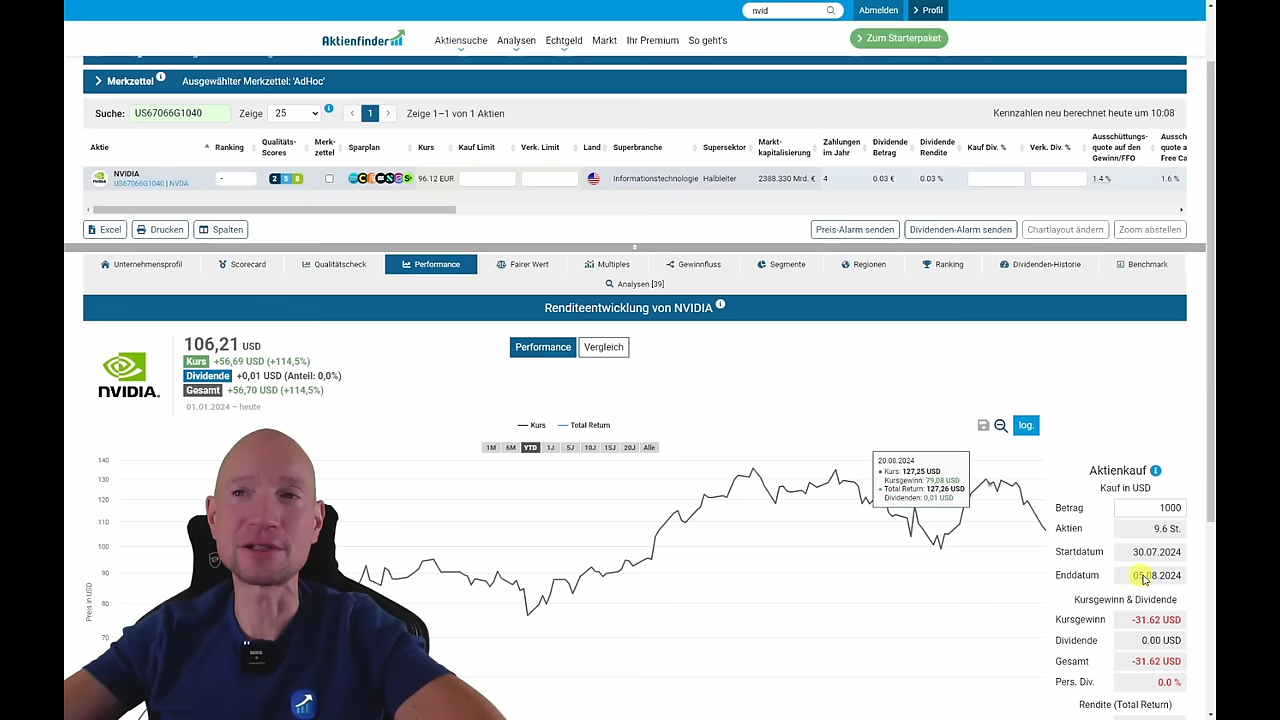 nvid
Abmelden
Profil
Aktienfinder
Aktiensuche
Analysen
Echtgeld
Markt
Ihr Premium
So geht's
Zum Starterpaket
Merkzettel
Ausgewählter Merkzettel: 'AdHoc'
Suche:
US67066G1040
Zeige
25
1
Zeige 1–1 von 1 Aktien
Kennzahlen neu berechnet heute um 10:08
Aktie
Ranking
Qualitäts-
Scores
Merk-
zettel
Sparplan
Kurs
Kauf Limit
Verk. Limit
Land
Superbranche
Supersektor
Markt-
kapitalisierung
Zahlungen
im Jahr
Dividende
Betrag
Dividende
Rendite
Kauf Div. %
Verk. Div. %
Ausschüttungs-
quote auf den
Gewinn/FFO
Aussch
quote a
Free Ca
NVIDIA
US67066G1040 | NVDA
-
2 5 8
96.12 EUR
Informationstechnologie
Halbleiter
2388.330 Mrd. €
4
0.03 €
0.03 %
1.4 %
1.6 %
Excel
Drucken
Spalten
Preis-Alarm senden
Dividenden-Alarm senden
Chartlayout ändern
Zoom abstellen
Unternehmensprofil
Scorecard
Qualitätscheck
Performance
Fairer Wert
Multiples
Gewinnfluss
Segmente
Regionen
Ranking
Dividenden-Historie
Benchmark
Analysen [39]
Renditeentwicklung von NVIDIA
NVIDIA.
106,21 USD
Kurs +56,69 USD (+114,5%)
Dividende +0,01 USD (Anteil: 0,0%)
Gesamt +56,70 USD (+114,5%)
01.01.2024 – heute
Performance
Vergleich
Kurs
Total Return
log.
1M 6M YTD 1J 5J 10J 15J 20J Alle
140
130
120
110
100
90
80
70
Preis in USD
20.08.2024
Kurs: 127,25 USD
Kursgewinn: 79,08 USD
Total Return: 127,26 USD
Dividenden: 0,01 USD
Aktienkauf
Kauf in USD
Betrag 1000
Aktien 9.6 St.
Startdatum 30.07.2024
Enddatum 05.08.2024
Kursgewinn & Dividende
Kursgewinn -31.62 USD
Dividende 0.00 USD
Gesamt -31.62 USD
Pers. Div. 0.0 %
Rendite (Total Return)